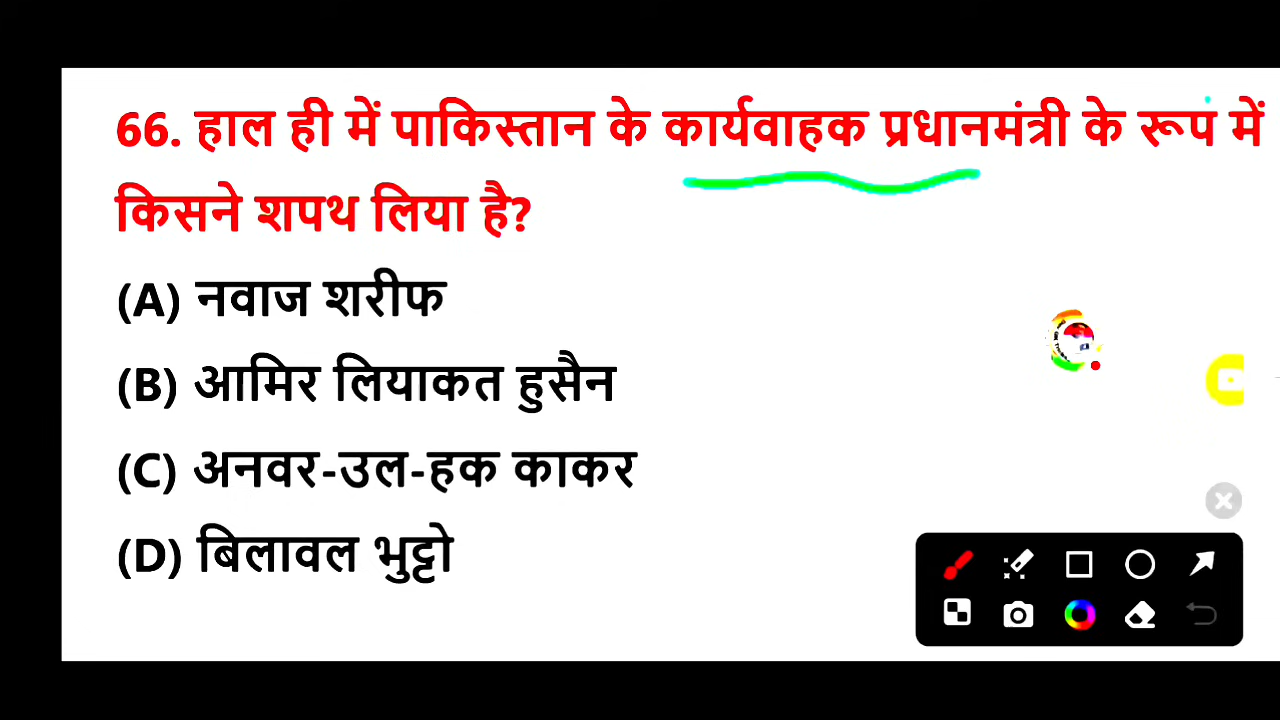 66. हाल ही में पाकिस्तान के कार्यवाहक प्रधानमंत्री के रूप में
किसने शपथ लिया है?
(A) नवाज शरीफ
(B) आमिर लियाकत हुसैन
(C) अनवर-उल-हक काकर
(D) बिलावल भुट्टो